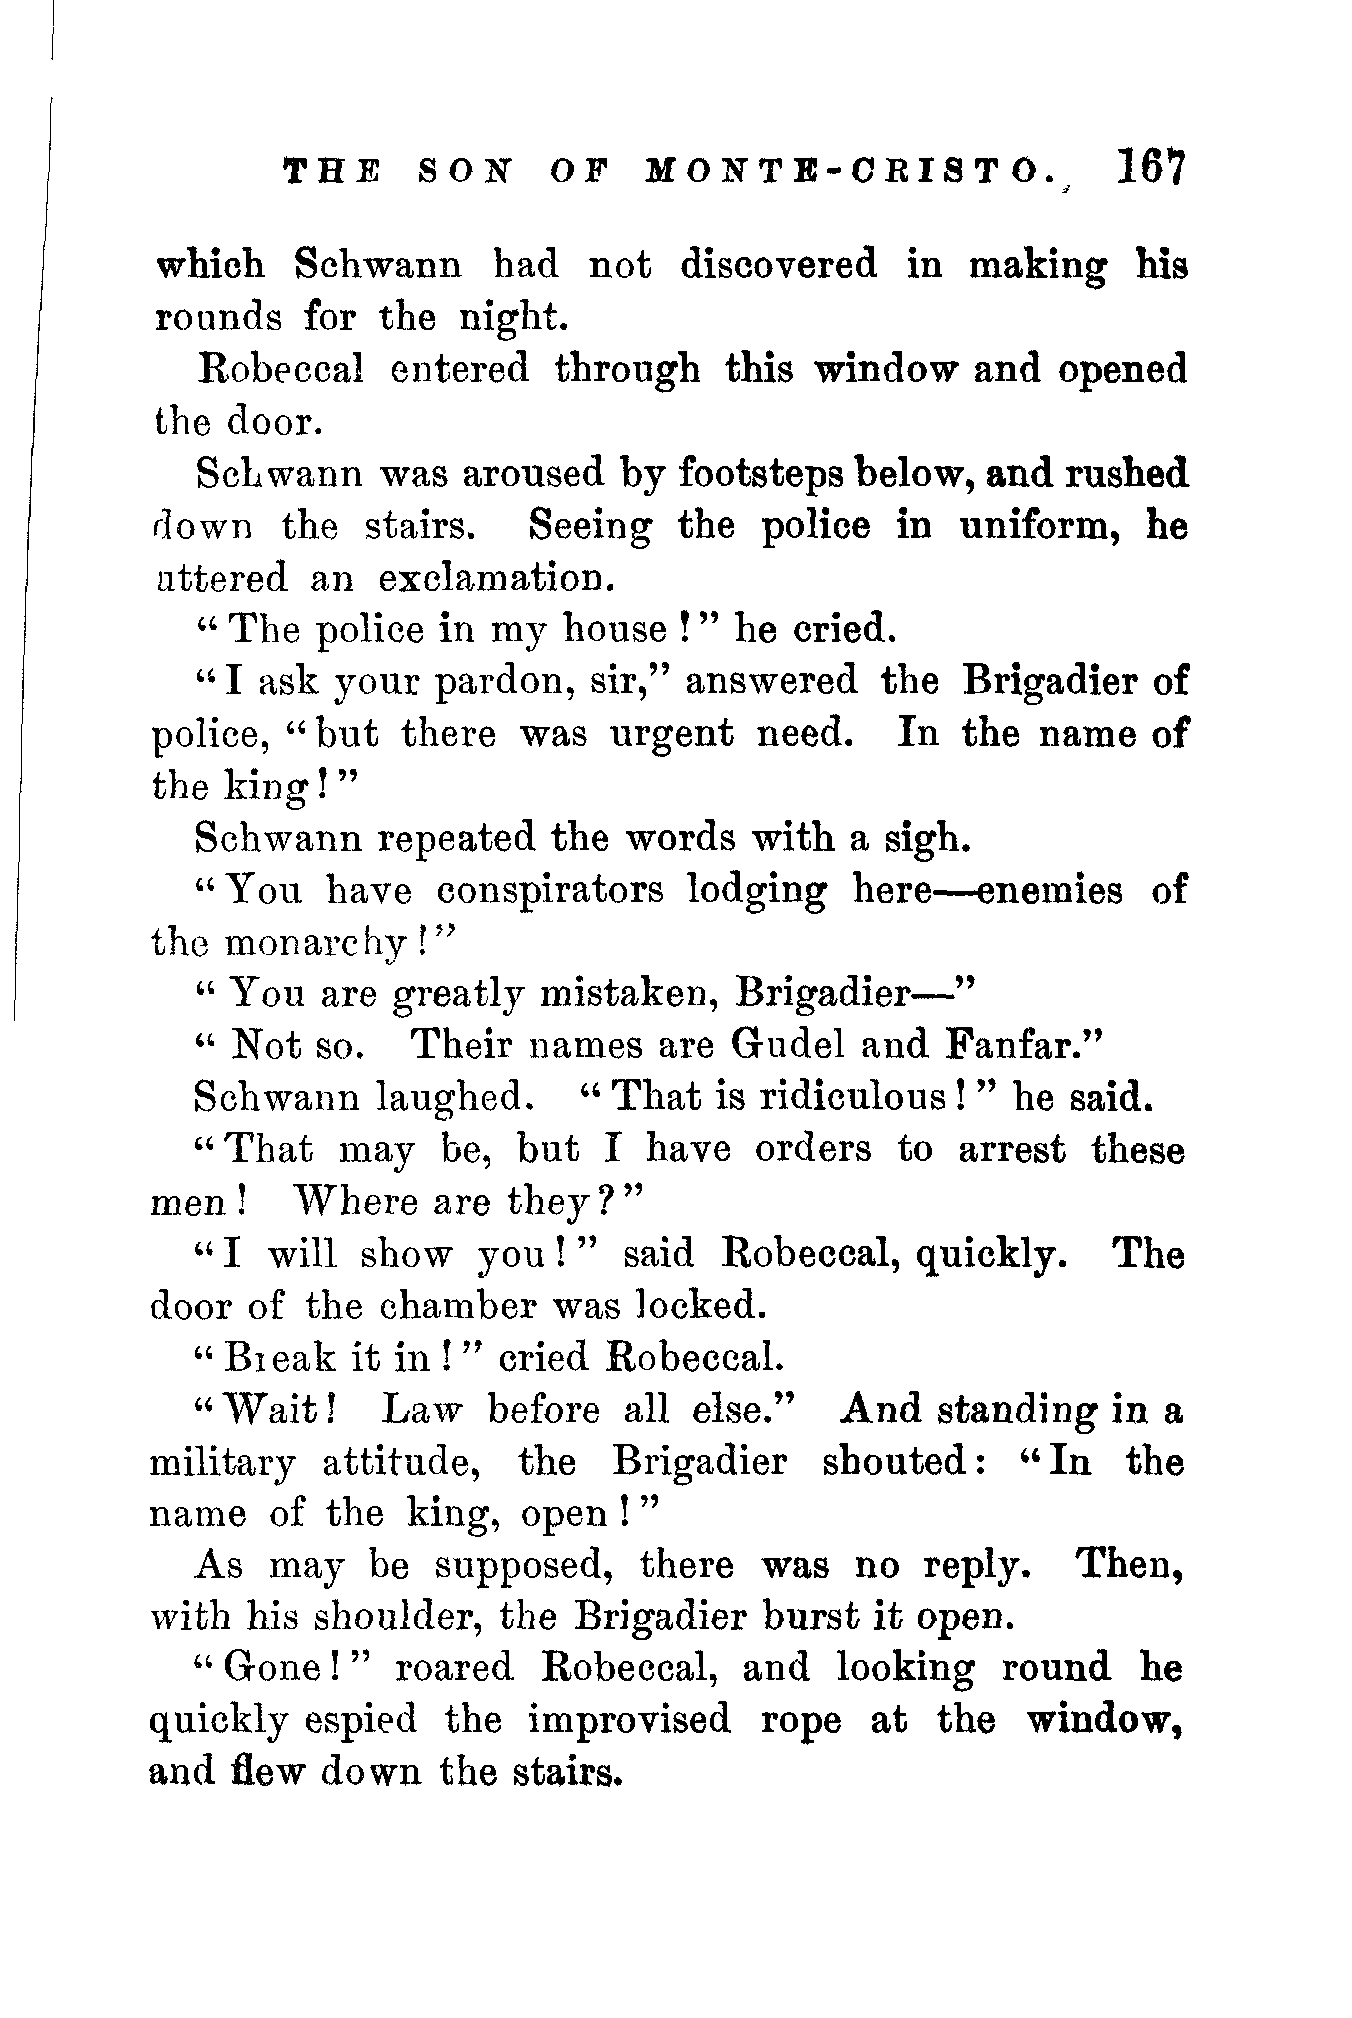 THE SON OF MONTE-CRISTO. 167
which Schwann had not discovered in making his
rounds for the night.
Robeccal entered through this window and opened
the door.
Schwann was aroused by footsteps below, and rushed
down the stairs. Seeing the police in uniform, he
uttered an exclamation.
“The police in my house!” he cried.
“I ask your pardon, sir,” answered the Brigadier of
police, “but there was urgent need. In the name of
the king!”
Schwann repeated the words with a sigh.
“You have conspirators lodging here—enemies of
the monarchy!”
“You are greatly mistaken, Brigadier—”
“Not so. Their names are Gudel and Fanfar.”
Schwann laughed. “That is ridiculous!” he said.
“That may be, but I have orders to arrest these
men! Where are they?”
“I will show you!” said Robeccal, quickly. The
door of the chamber was locked.
“Break it in!” cried Robeccal.
“Wait! Law before all else.” And standing in a
military attitude, the Brigadier shouted: “In the
name of the king, open!”
As may be supposed, there was no reply. Then,
with his shoulder, the Brigadier burst it open.
“Gone!” roared Robeccal, and looking round he
quickly espied the improvised rope at the window,
and flew down the stairs.